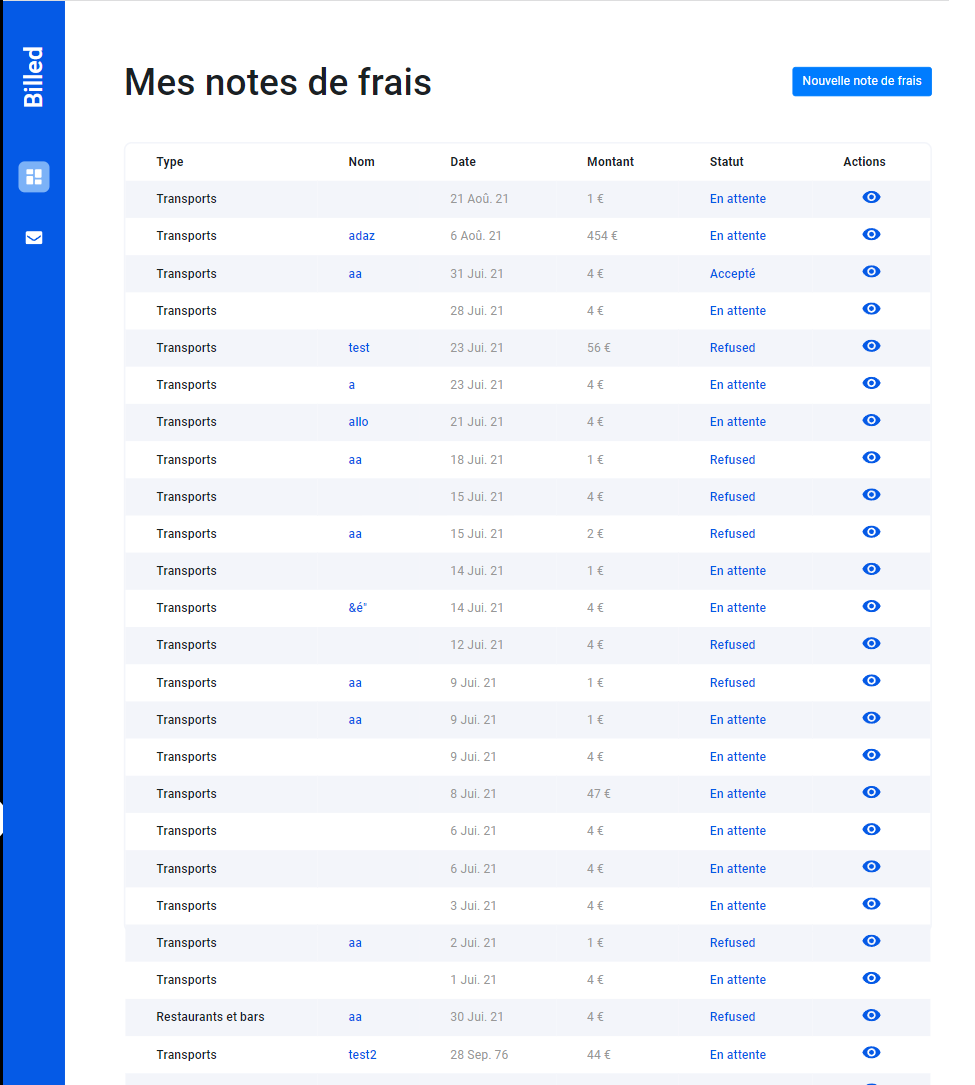 Billed
Mes notes de frais
Nouvelle note de frais
Type Nom Date Montant Statut Actions
Transports 21 Aoû. 21 1 € En attente
Transports adaz 6 Aoû. 21 454 € En attente
Transports aa 31 Jui. 21 4 € Accepté
Transports 28 Jui. 21 4 € En attente
Transports test 23 Jui. 21 56 € Refused
Transports a 23 Jui. 21 4 € En attente
Transports allo 21 Jui. 21 4 € En attente
Transports aa 18 Jui. 21 1 € Refused
Transports 15 Jui. 21 4 € Refused
Transports aa 15 Jui. 21 2 € Refused
Transports 14 Jui. 21 1 € En attente
Transports &é" 14 Jui. 21 4 € En attente
Transports 12 Jui. 21 4 € Refused
Transports aa 9 Jui. 21 1 € Refused
Transports aa 9 Jui. 21 1 € En attente
Transports 9 Jui. 21 4 € En attente
Transports 8 Jui. 21 47 € En attente
Transports 6 Jui. 21 4 € En attente
Transports 6 Jui. 21 4 € En attente
Transports 3 Jui. 21 4 € En attente
Transports aa 2 Jui. 21 1 € Refused
Transports 1 Jui. 21 4 € En attente
Restaurants et bars aa 30 Jui. 21 4 € Refused
Transports test2 28 Sep. 76 44 € En attente